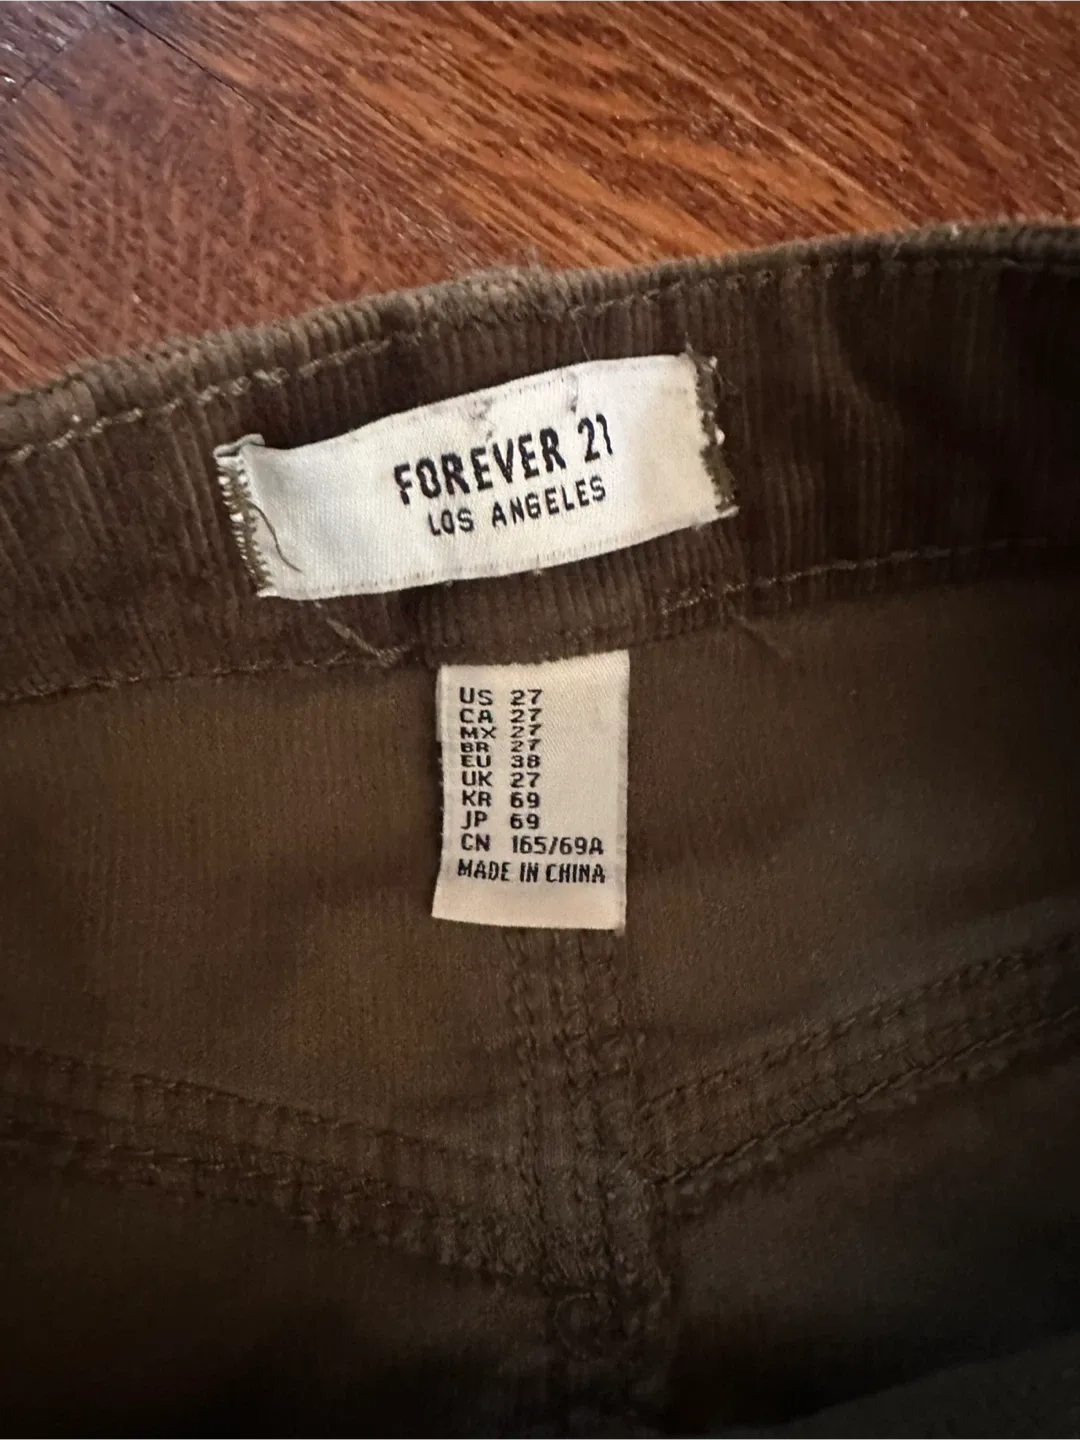 FOREVER 21
LOS ANGELES
US 27
CA 27
MX 27
BR 27
EU 38
UK 27
KR 69
JP 69
CN 165/69A
MADE IN CHINA